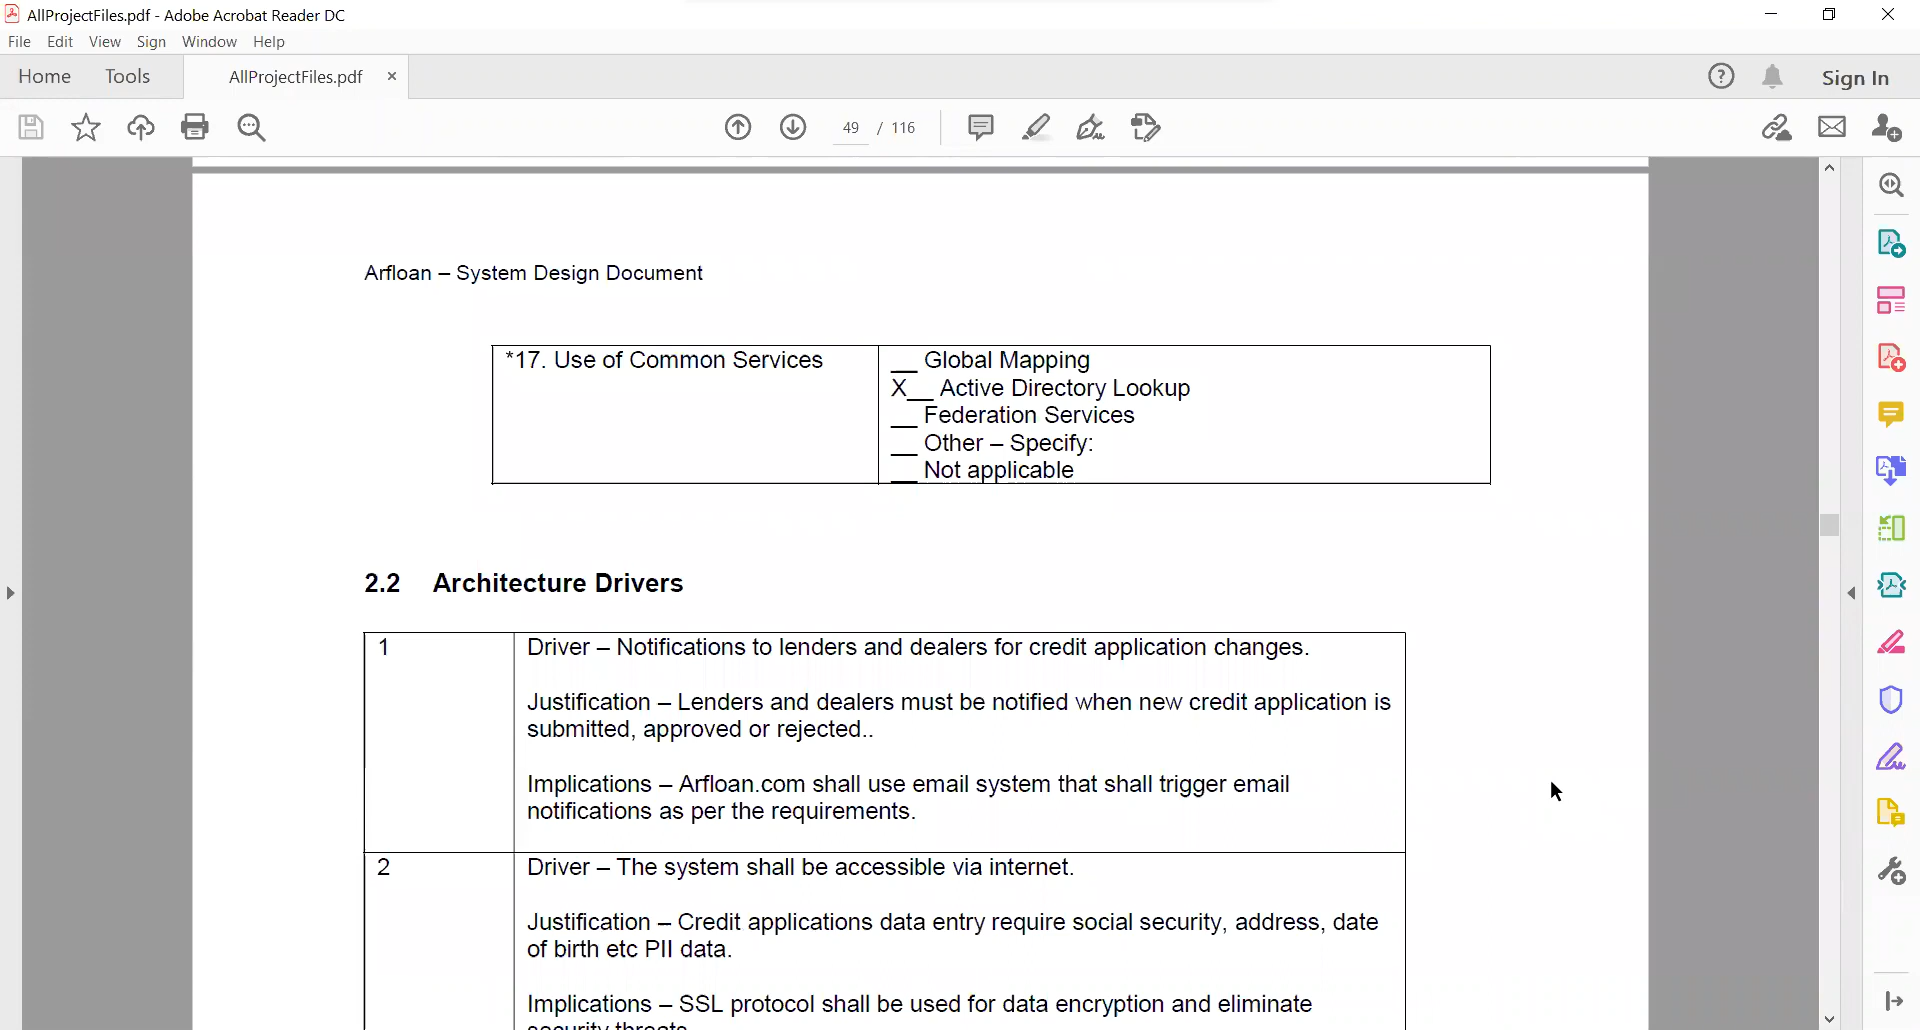 AllProjectFiles.pdf - Adobe Acrobat Reader DC
File Edit View Sign Window Help
Home Tools AllProjectFiles.pdf × Sign In
49 / 116
Arfloan – System Design Document
*17. Use of Common Services
__ Global Mapping
X__ Active Directory Lookup
__ Federation Services
__ Other – Specify:
__ Not applicable
2.2 Architecture Drivers
1
Driver – Notifications to lenders and dealers for credit application changes.
Justification – Lenders and dealers must be notified when new credit application is
submitted, approved or rejected..
Implications – Arfloan.com shall use email system that shall trigger email
notifications as per the requirements.
2
Driver – The system shall be accessible via internet.
Justification – Credit applications data entry require social security, address, date
of birth etc PII data.
Implications – SSL protocol shall be used for data encryption and eliminate
security threats